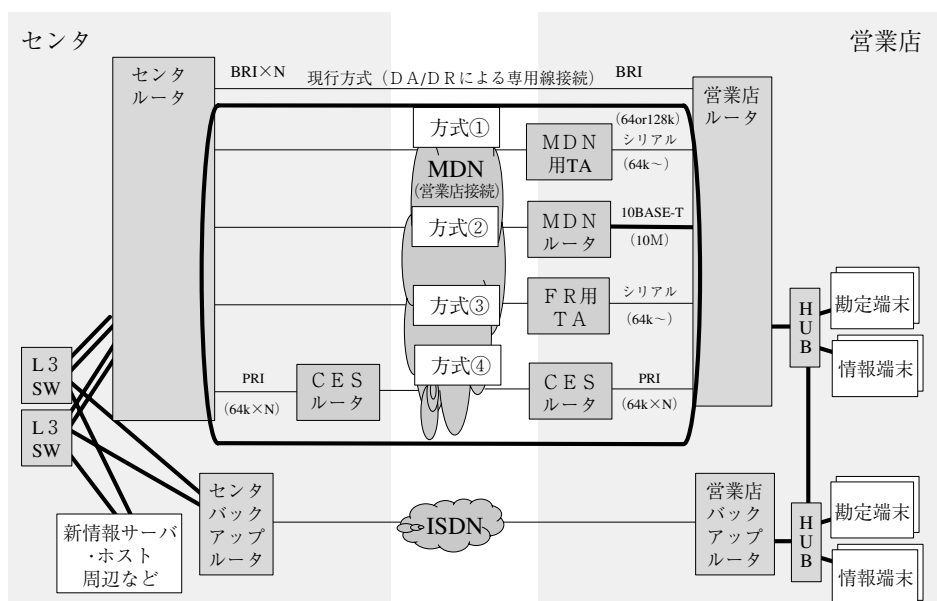 センタ
営業店
センタ
ルータ
BRI×N
現行方式（DA/DRによる専用線接続）
BRI
営業店
ルータ
方式①
(64or128k)
MDN
用TA
シリアル
(64k～)
MDN
(営業店接続)
方式②
MDN
ルータ
10BASE-T
(10M)
方式③
FR用
TA
シリアル
(64k～)
方式④
PRI
(64k×N)
CES
ルータ
CES
ルータ
PRI
(64k×N)
L3
SW
L3
SW
HUB
勘定端末
情報端末
センタ
バック
アップ
ルータ
ISDN
営業店
バック
アップ
ルータ
HUB
勘定端末
情報端末
新情報サーバ
・ホスト
周辺など